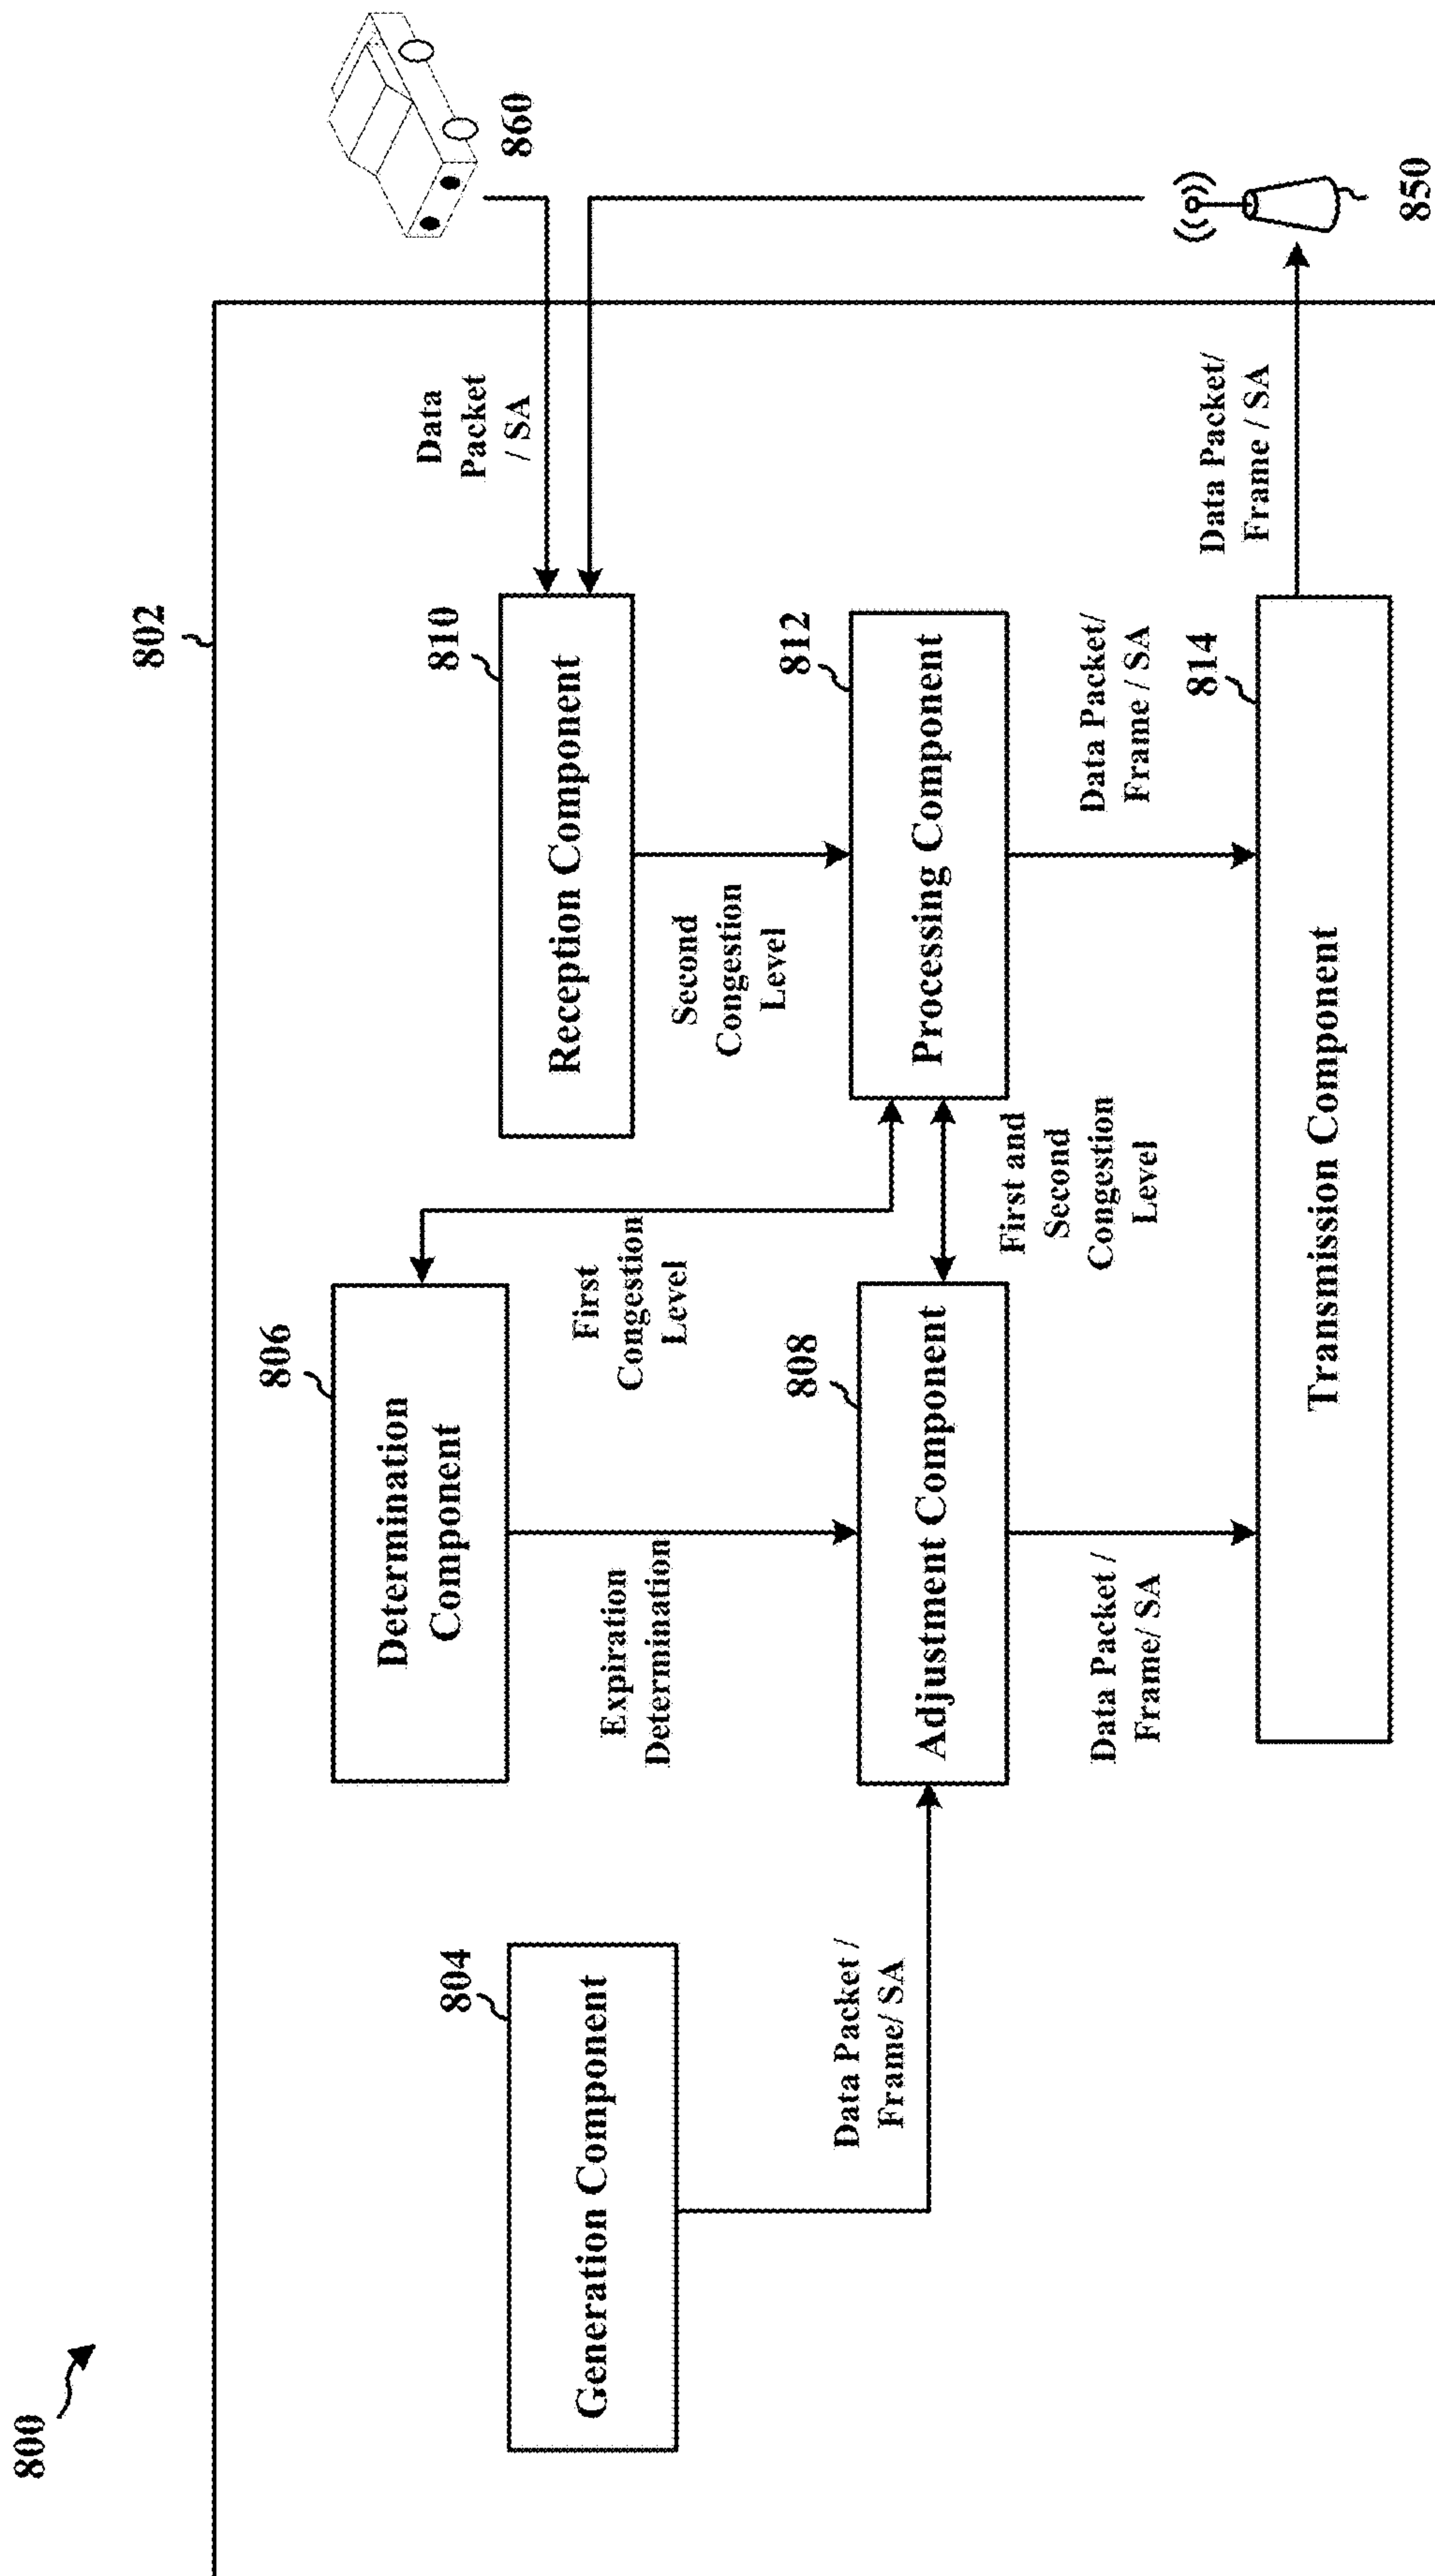 800
802
804
Generation Component
Data Packet /
Frame/ SA
806
Determination
Component
Expiration
Determination
First
Congestion
Level
808
Adjustment Component
Data Packet /
Frame/ SA
First and
Second
Congestion
Level
810
Reception Component
Second
Congestion
Level
812
Processing Component
Data Packet/
Frame / SA
814
Transmission Component
Data
Packet
/ SA
Data Packet/
Frame / SA
860
850